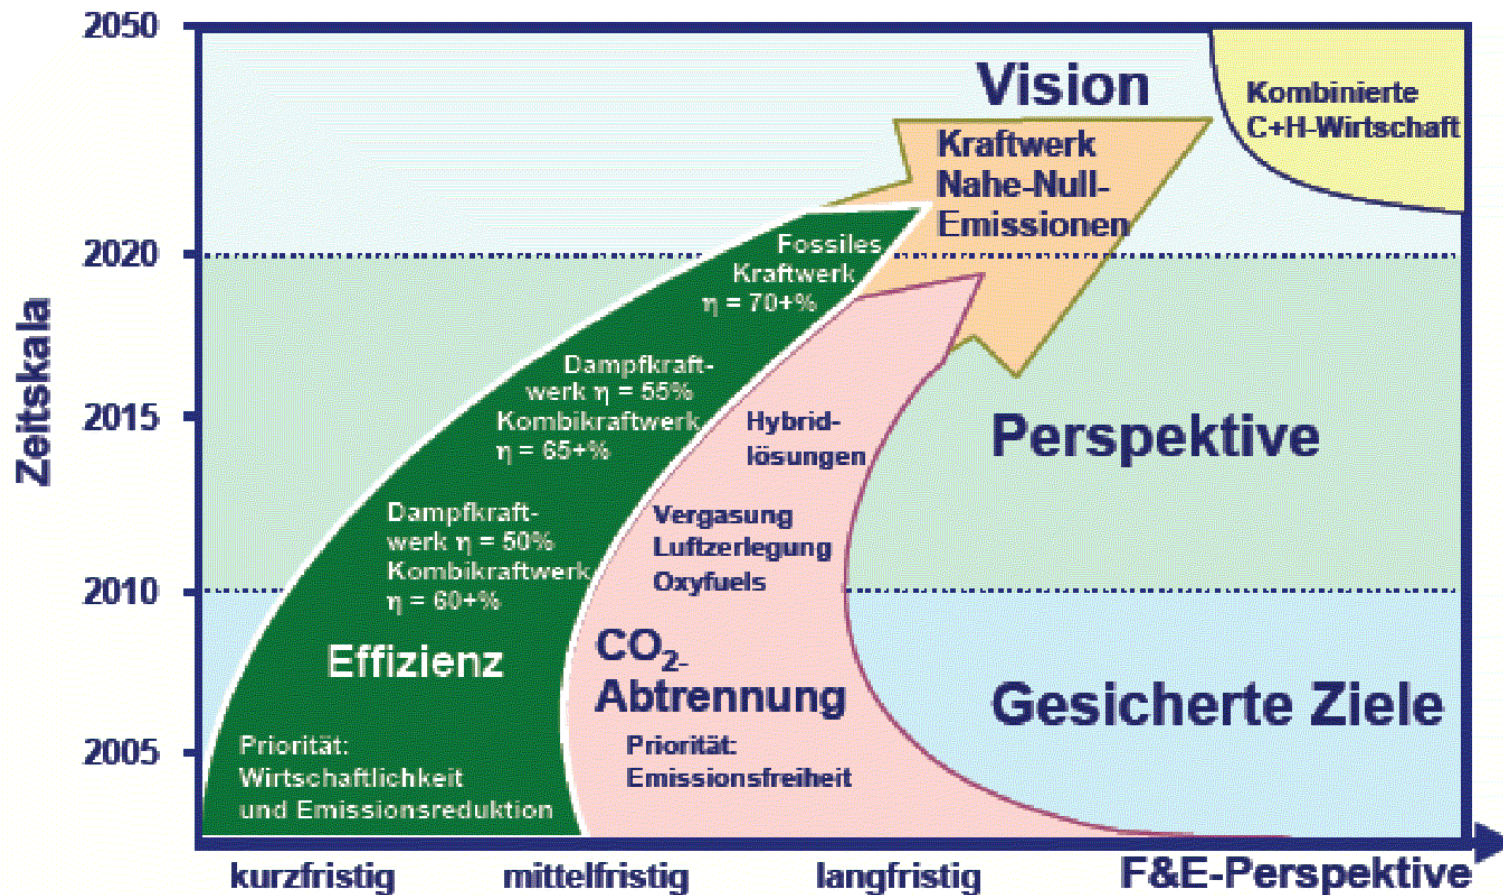 2050
Vision
Kombinierte
C+H-Wirtschaft
Kraftwerk
Nahe-Null-
Emissionen
2020
Fossiles
Kraftwerk
η = 70+%
Zeitskala
Dampfkraft-
werk η = 55%
Kombikraftwerk
η = 65+%
2015
Hybrid-
lösungen
Perspektive
Dampfkraft-
werk η = 50%
Kombikraftwerk
η = 60+%
Vergasung
Luftzerlegung
Oxyfuels
2010
Effizienz
CO₂-
Abtrennung
Gesicherte Ziele
2005
Priorität:
Wirtschaftlichkeit
und Emissionsreduktion
Priorität:
Emissionsfreiheit
kurzfristig
mittelfristig
langfristig
F&E-Perspektive